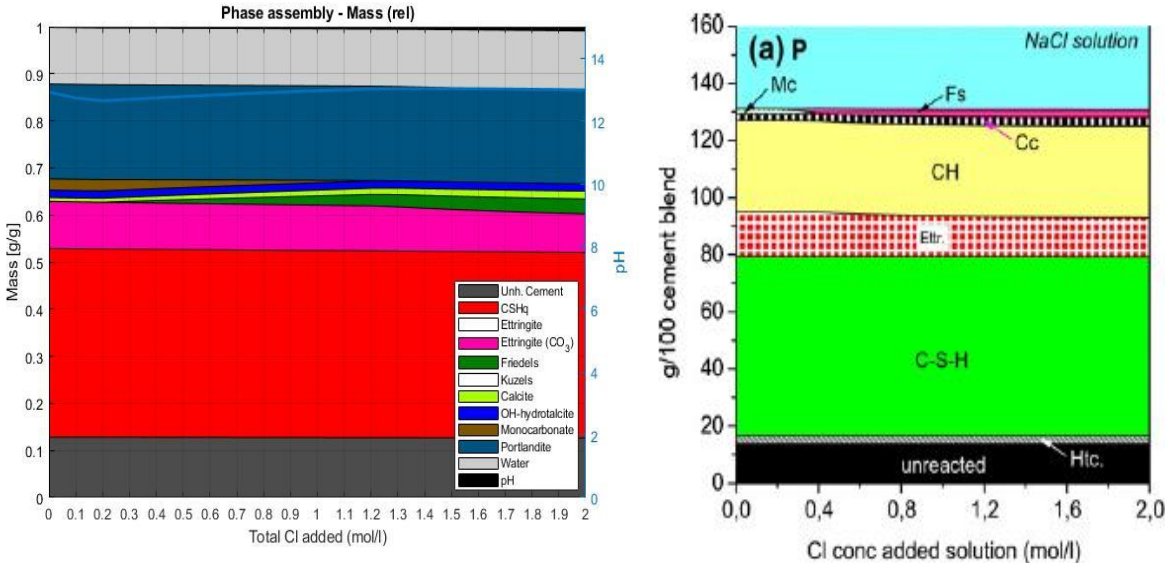 Phase assembly - Mass (rel)
1
0.9
0.8
0.7
0.6
0.5
0.4
0.3
0.2
0.1
0
Mass [g/g]
0 0.1 0.2 0.3 0.4 0.5 0.6 0.7 0.8 0.9 1 1.1 1.2 1.3 1.4 1.5 1.6 1.7 1.8 1.9 2
Total Cl added (mol/l)
14
12
10
8
6
4
2
0
pH
Unh. Cement
CSHq
Ettringite
Ettringite (CO3)
Friedels
Kuzels
Calcite
OH-hydrotalcite
Monocarbonate
Portlandite
Water
pH
160
140
120
100
80
60
40
20
0
g/100 cement blend
(a) P
NaCl solution
Mc
Fs
Cc
CH
Ettr.
C-S-H
Htc.
unreacted
0,0 0,4 0,8 1,2 1,6 2,0
Cl conc added solution (mol/l)